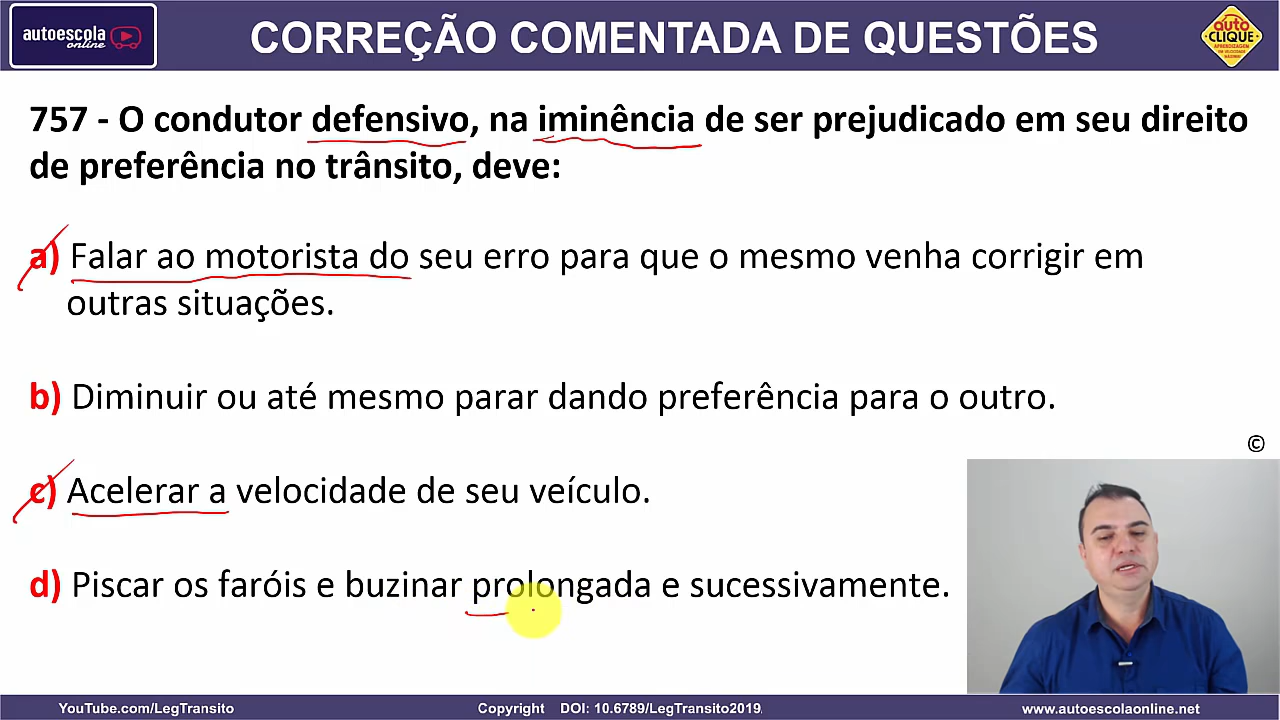 autoescola
online
CORREÇÃO COMENTADA DE QUESTÕES
auto
CLIQUE
757 - O condutor defensivo, na iminência de ser prejudicado em seu direito
de preferência no trânsito, deve:
a) Falar ao motorista do seu erro para que o mesmo venha corrigir em
outras situações.
b) Diminuir ou até mesmo parar dando preferência para o outro.
©
c) Acelerar a velocidade de seu veículo.
d) Piscar os faróis e buzinar prolongada e sucessivamente.
YouTube.com/LegTransito
Copyright DOI: 10.6789/LegTransito2019
www.autoescolaonline.net